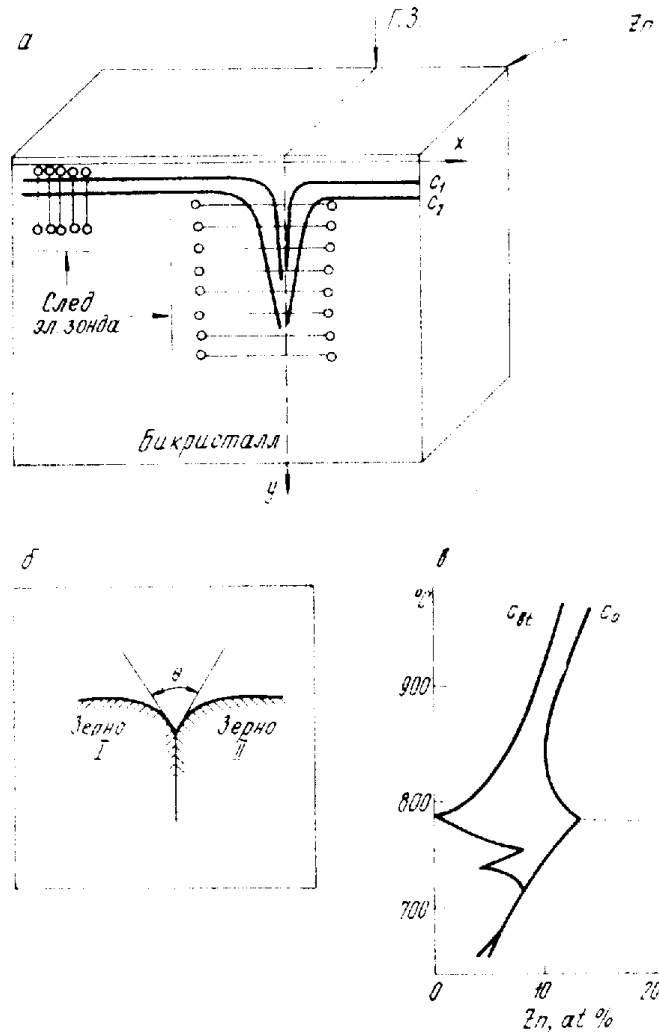 а
Г.З.
Zn
x
C₁
C₂
След
эл. зонда
Бикристалл
y
б
θ
Зерно
I
Зерно
II
в
°C
C_вt
C₀
900
800
700
0
10
20
Zn, at %